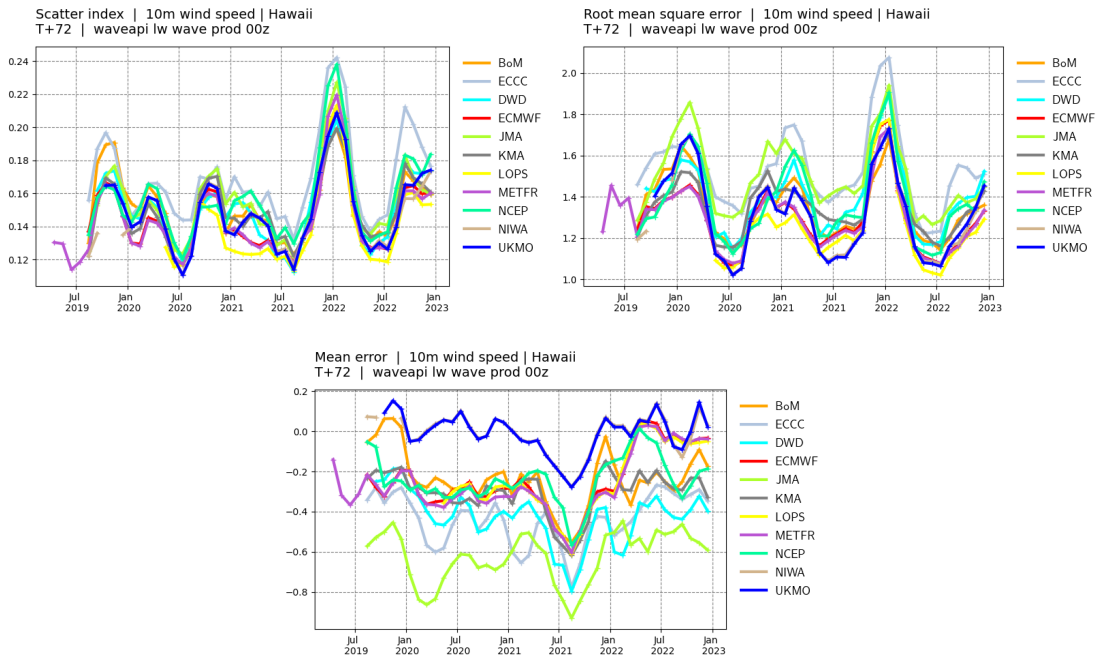 Scatter index | 10m wind speed | Hawaii
T+72 | waveapi lw wave prod 00z
0.24
0.22
0.20
0.18
0.16
0.14
0.12
Jul
2019
Jan
2020
Jul
2020
Jan
2021
Jul
2021
Jan
2022
Jul
2022
Jan
2023
BoM
ECCC
DWD
ECMWF
JMA
KMA
LOPS
METFR
NCEP
NIWA
UKMO
Root mean square error | 10m wind speed | Hawaii
T+72 | waveapi lw wave prod 00z
2.0
1.8
1.6
1.4
1.2
1.0
Jul
2019
Jan
2020
Jul
2020
Jan
2021
Jul
2021
Jan
2022
Jul
2022
Jan
2023
BoM
ECCC
DWD
ECMWF
JMA
KMA
LOPS
METFR
NCEP
NIWA
UKMO
Mean error | 10m wind speed | Hawaii
T+72 | waveapi lw wave prod 00z
0.2
0.0
−0.2
−0.4
−0.6
−0.8
Jul
2019
Jan
2020
Jul
2020
Jan
2021
Jul
2021
Jan
2022
Jul
2022
Jan
2023
BoM
ECCC
DWD
ECMWF
JMA
KMA
LOPS
METFR
NCEP
NIWA
UKMO